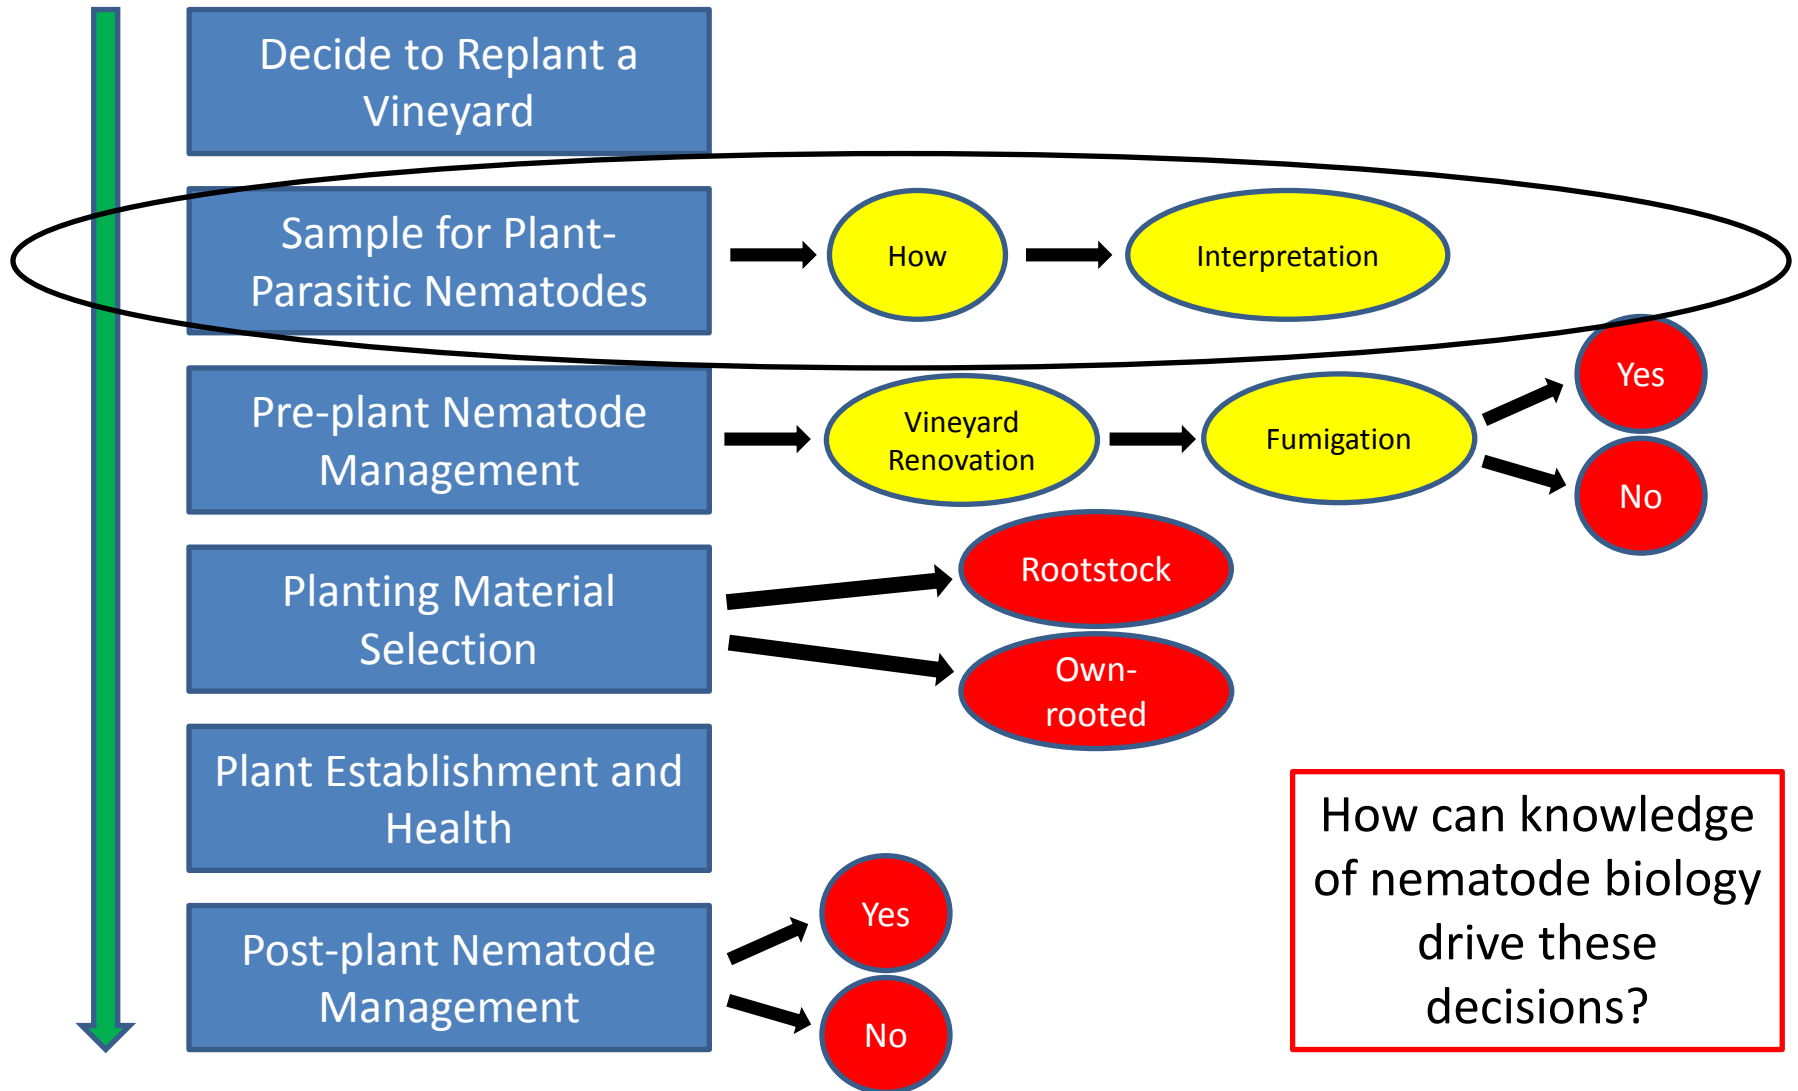 Decide to Replant a
Vineyard
Sample for Plant-
Parasitic Nematodes
How
Interpretation
Pre-plant Nematode
Management
Vineyard
Renovation
Fumigation
Yes
No
Planting Material
Selection
Rootstock
Own-
rooted
Plant Establishment and
Health
Post-plant Nematode
Management
Yes
No
How can knowledge
of nematode biology
drive these
decisions?